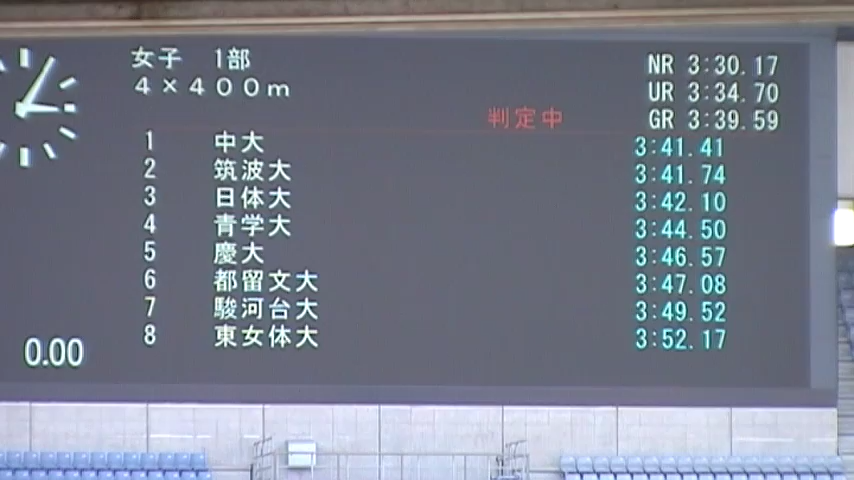 女子　1部　NR 3:30.17
４×４００ｍ　UR 3:34.70
判定中　GR 3:39.59
1　中大　3:41.41
2　筑波大　3:41.74
3　日体大　3:42.10
4　青学大　3:44.50
5　慶大　3:46.57
6　都留文大　3:47.08
7　駿河台大　3:49.52
8　東女体大　3:52.17
0.00